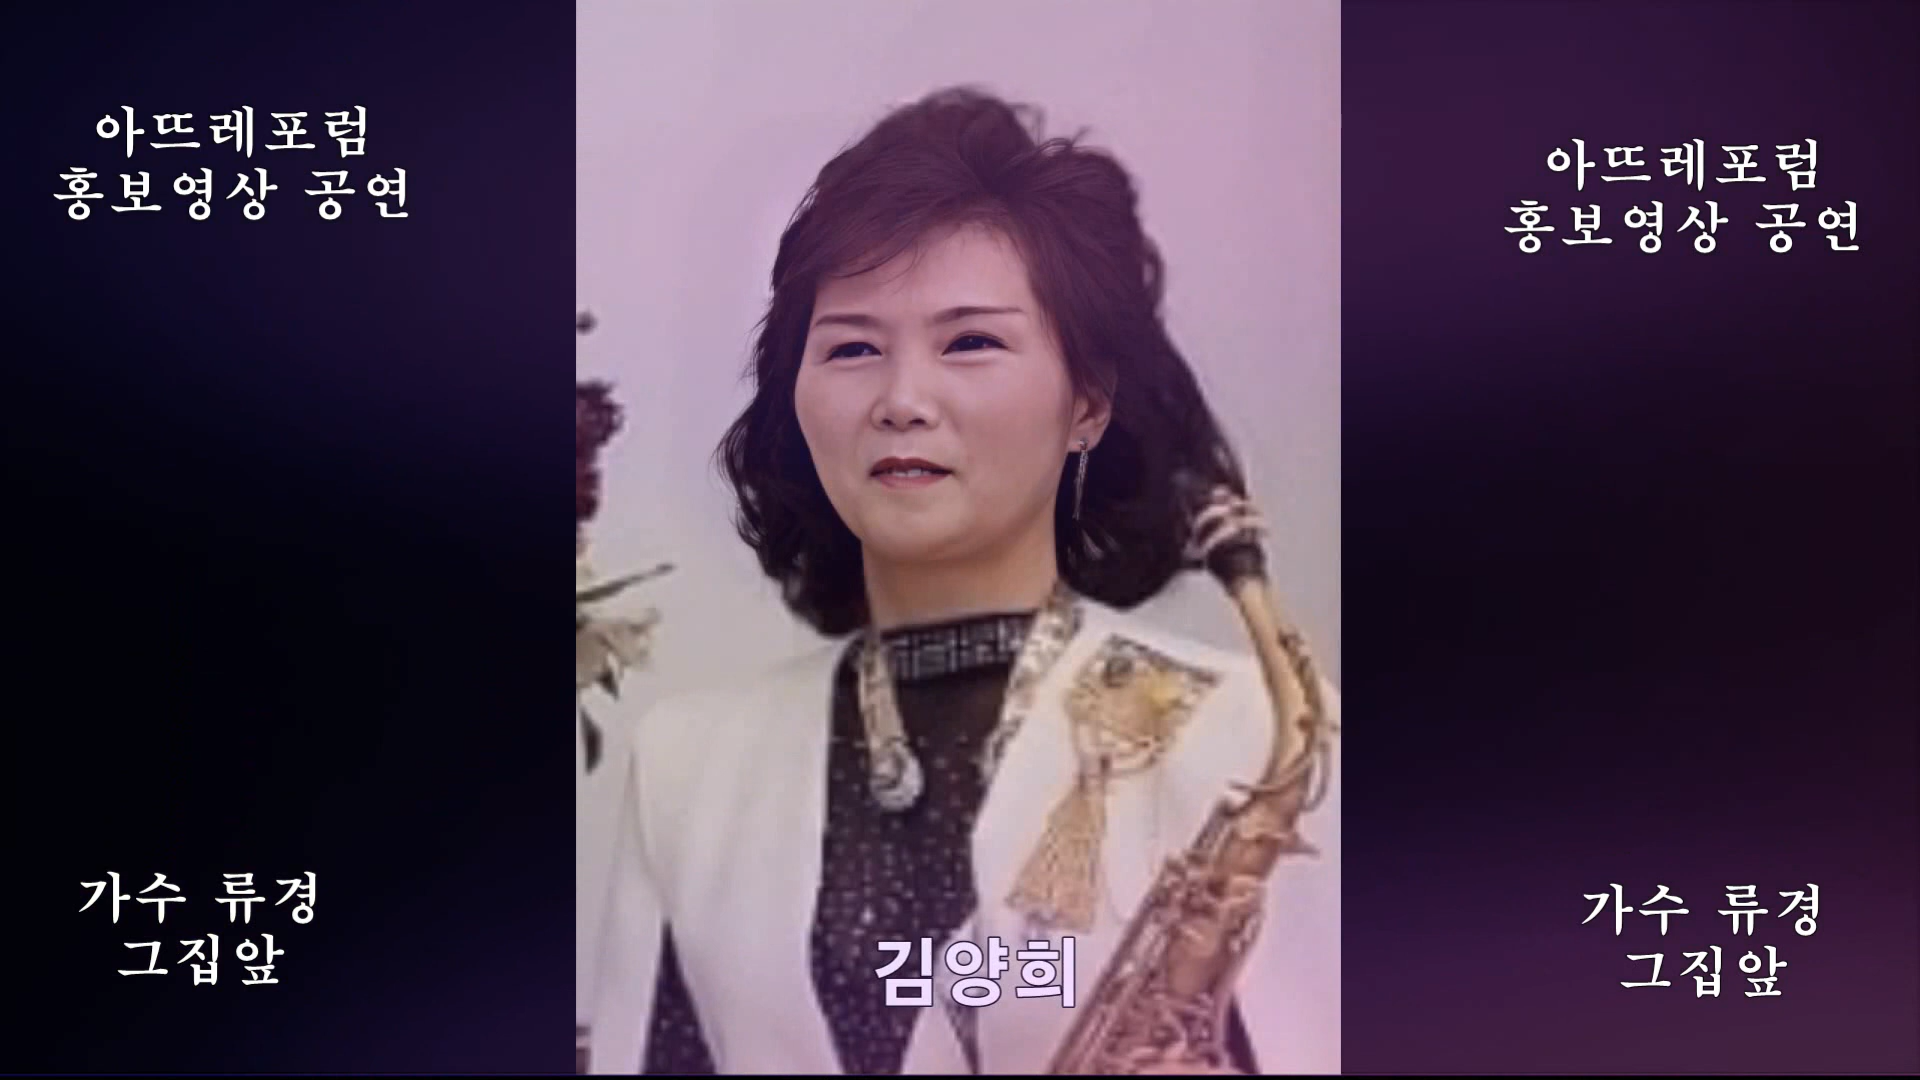 아뜨레포럼
홍보영상 공연
아뜨레포럼
홍보영상 공연
가수 류경
그집앞
김양희
가수 류경
그집앞